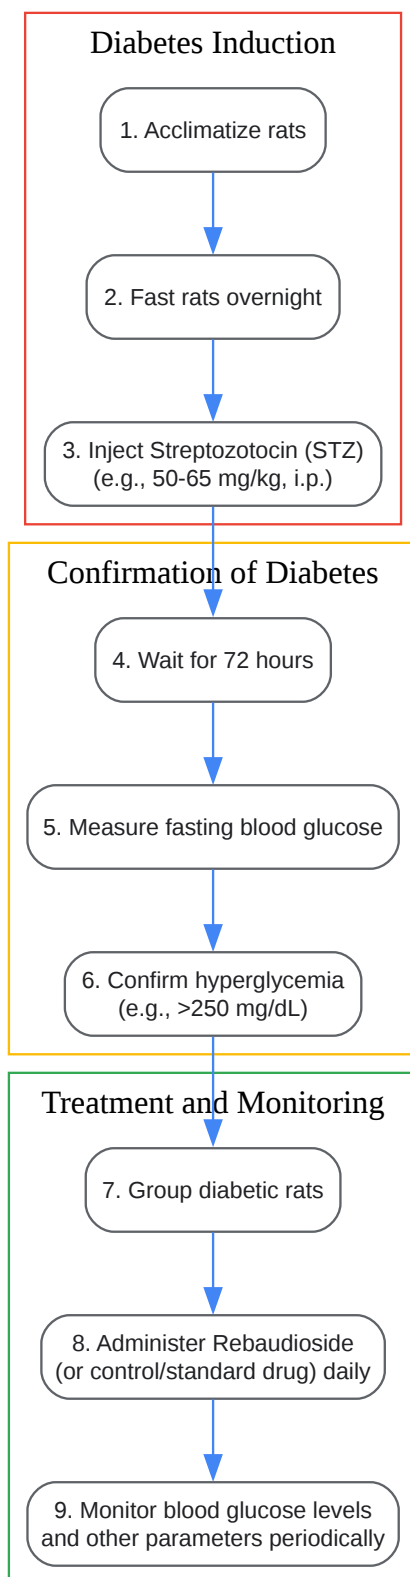 Diabetes Induction
1. Acclimatize rats
2. Fast rats overnight
3. Inject Streptozotocin (STZ)
(e.g., 50-65 mg/kg, i.p.)
Confirmation of Diabetes
4. Wait for 72 hours
5. Measure fasting blood glucose
6. Confirm hyperglycemia
(e.g., >250 mg/dL)
Treatment and Monitoring
7. Group diabetic rats
8. Administer Rebaudioside
(or control/standard drug) daily
9. Monitor blood glucose levels
and other parameters periodically